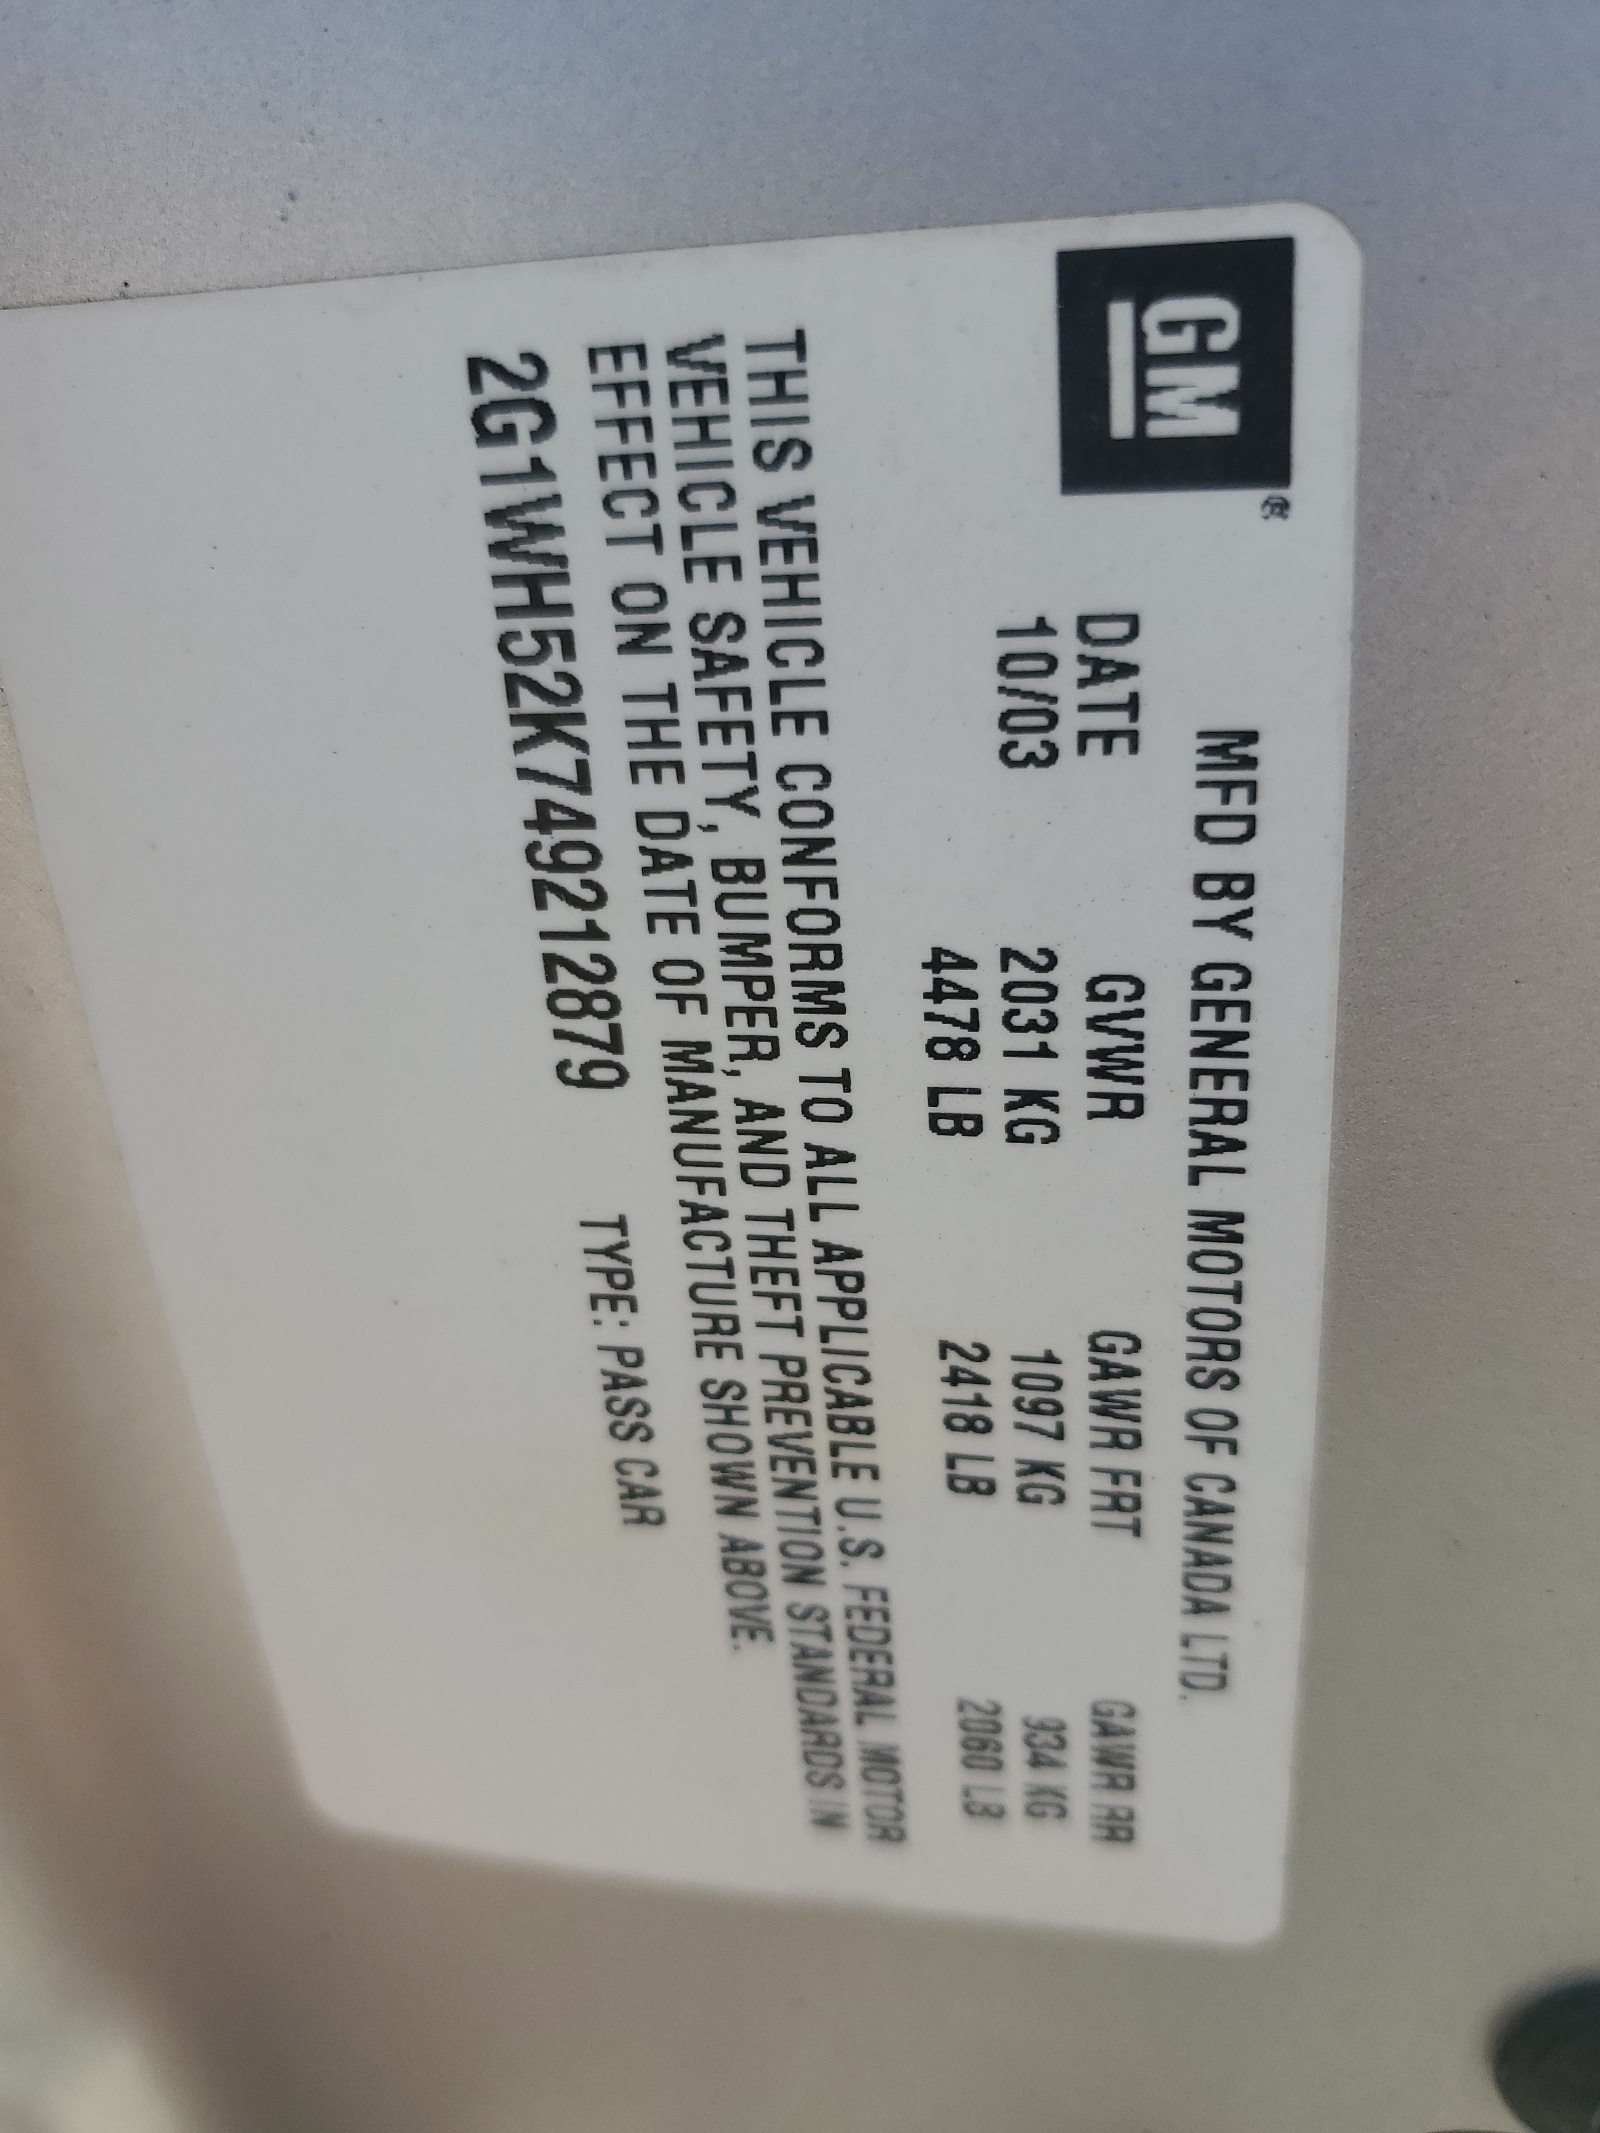 GM®
MFD BY GENERAL MOTORS OF CANADA LTD.
DATE GVWR GAWR FRT GAWR RR
10/03 2031 KG 1097 KG 934 KG
4478 LB 2418 LB 2060 LB
THIS VEHICLE CONFORMS TO ALL APPLICABLE U.S. FEDERAL MOTOR
VEHICLE SAFETY, BUMPER, AND THEFT PREVENTION STANDARDS IN
EFFECT ON THE DATE OF MANUFACTURE SHOWN ABOVE.
2G1WH52K749212879 TYPE: PASS CAR